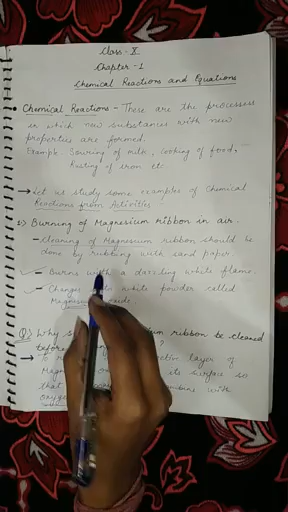 Class - X
Chapter - 1
Chemical Reactions and Equations
Chemical Reactions - These are the processes
in which new substances with new
properties are formed.
Example - Souring of milk, cooking of food,
Rusting of iron etc
→ Let us study some examples of Chemical
Reactions from Activities
1:) Burning of Magnesium ribbon in air.
- Cleaning of Magnesium ribbon should be
done by rubbing with sand paper.
- Burns with a dazzling white flame.
- Changes white powder called
Magnesium
Q:) Why ribbon be cleaned
before ?
→ To layer of
its surface so
that with